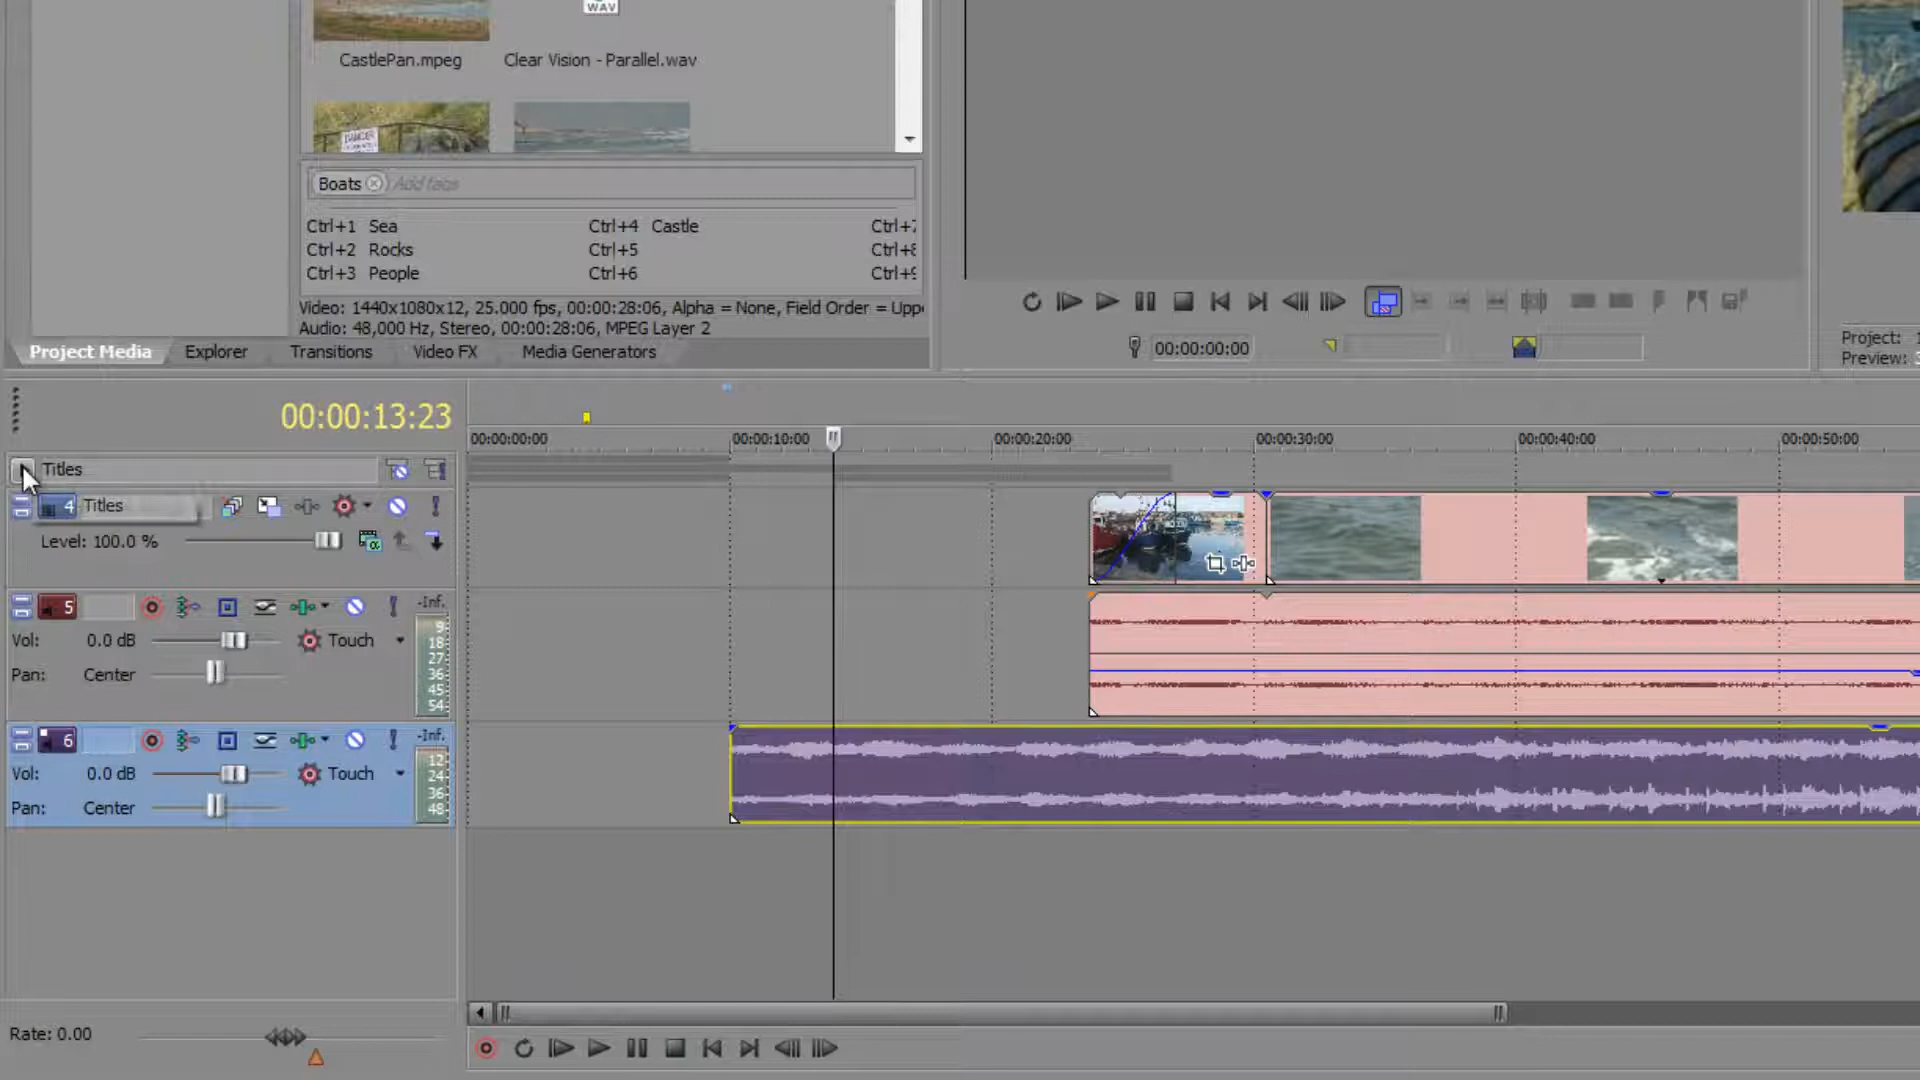 WAV
CastlePan.mpeg
Clear Vision - Parallel.wav
DANGER
Boats
Add tags
Ctrl+1 Sea
Ctrl+4 Castle
Ctrl+7
Ctrl+2 Rocks
Ctrl+5
Ctrl+8
Ctrl+3 People
Ctrl+6
Ctrl+9
Video: 1440x1080x12, 25.000 fps, 00:00:28:06, Alpha = None, Field Order = Uppe
Audio: 48,000 Hz, Stereo, 00:00:28:06, MPEG Layer 2
Project Media
Explorer
Transitions
Video FX
Media Generators
00:00:00:00
Project: 1
Preview: 3
00:00:13:23
00:00:00:00
00:00:10:00
00:00:20:00
00:00:30:00
00:00:40:00
00:00:50:00
Titles
4
Titles
Level: 100.0 %
5
-Inf.
Vol: 0.0 dB
Touch
Pan: Center
9
18
27
36
45
54
6
-Inf.
Vol: 0.0 dB
Touch
Pan: Center
12
24
36
48
Rate: 0.00